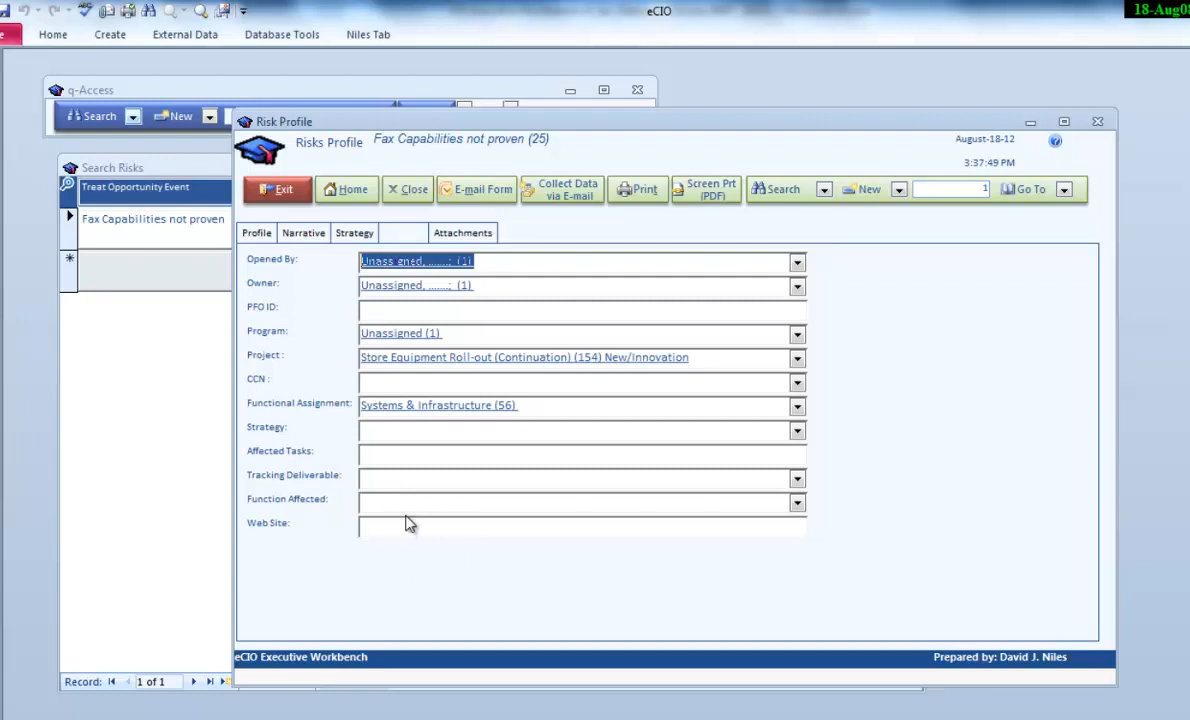 eCIO
18-Aug0
e
Home
Create
External Data
Database Tools
Niles Tab
q-Access
Search
New
Risk Profile
Risks Profile
Fax Capabilities not proven (25)
August-18-12
3:37:49 PM
Search Risks
Treat Opportunity Event
Fax Capabilities not proven
Exit
Home
Close
E-mail Form
Collect Data
via E-mail
Print
Screen Prt
(PDF)
Search
New
1
Go To
Profile
Narrative
Strategy
Attachments
Opened By:
Unassigned, ......; (1)
Owner:
Unassigned, ......; (1)
PFO ID:
Program:
Unassigned (1)
Project :
Store Equipment Roll-out (Continuation) (154) New/Innovation
CCN :
Functional Assignment:
Systems & Infrastructure (56)
Strategy:
Affected Tasks:
Tracking Deliverable:
Function Affected:
Web Site:
eCIO Executive Workbench
Prepared by: David J. Niles
Record:
1 of 1